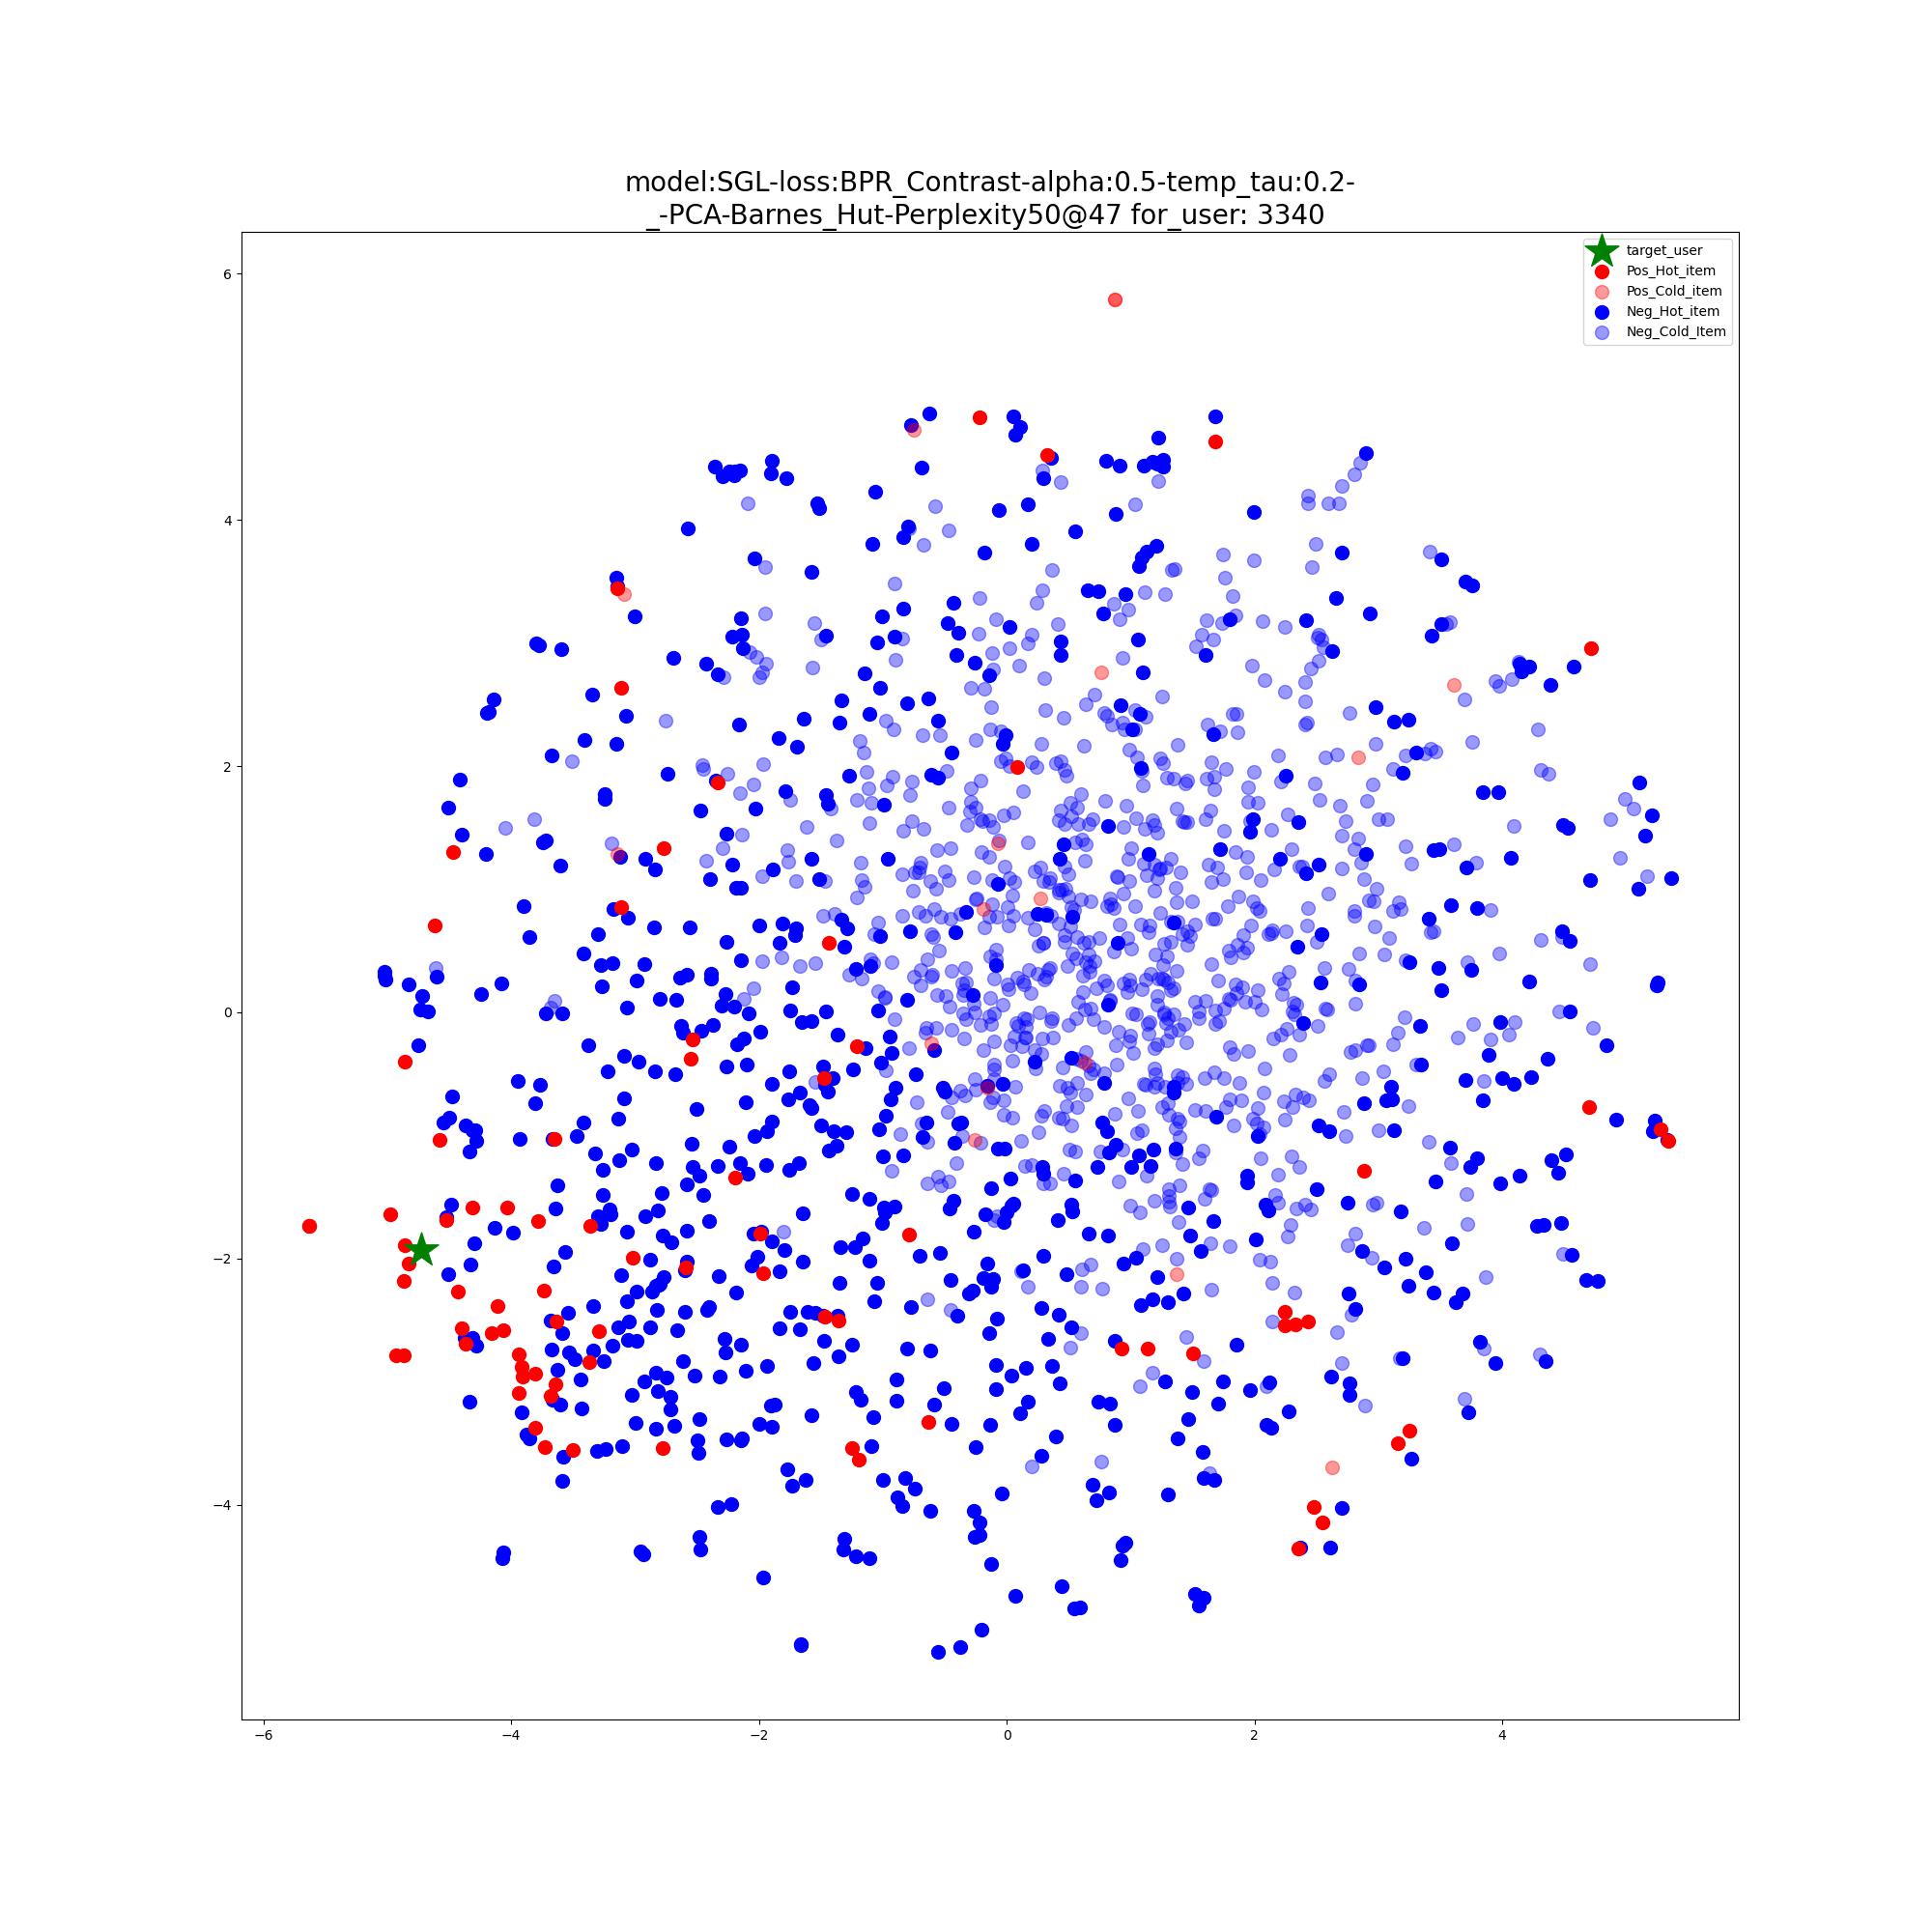 model:SGL-loss:BPR_Contrast-alpha:0.5-temp_tau:0.2-
_-PCA-Barnes_Hut-Perplexity50@47 for_user: 3340
target_user
Pos_Hot_item
Pos_Cold_item
Neg_Hot_item
Neg_Cold_Item
6
4
2
0
−2
−4
−6 −4 −2 0 2 4